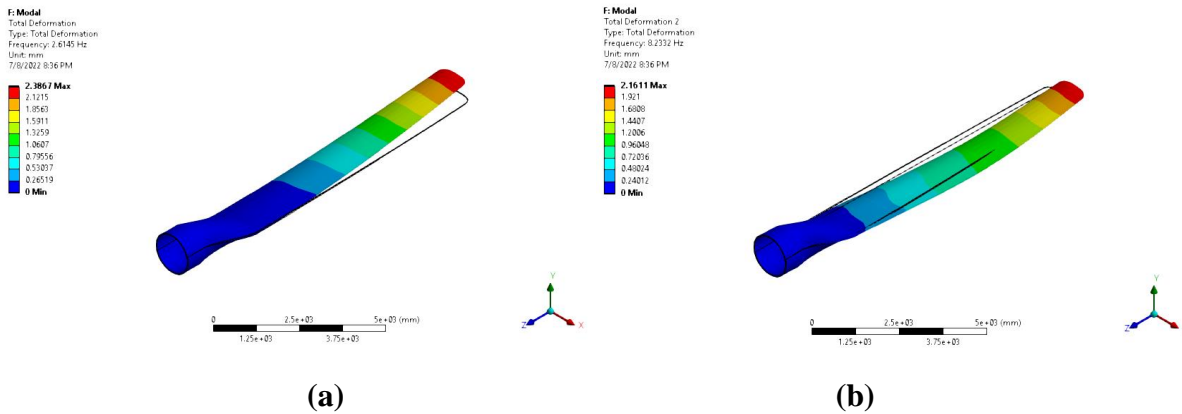 F: Modal
Total Deformation
Type: Total Deformation
Frequency: 2.6145 Hz
Unit: mm
7/8/2022 8:36 PM
2.3867 Max
2.1215
1.8563
1.5911
1.3259
1.0607
0.79556
0.53037
0.26519
0 Min
0
2.5e+03
5e+03 (mm)
1.25e+03
3.75e+03
Y
Z
X
(a)
F: Modal
Total Deformation 2
Type: Total Deformation
Frequency: 8.2332 Hz
Unit: mm
7/8/2022 8:36 PM
2.1611 Max
1.921
1.6808
1.4407
1.2006
0.96048
0.72036
0.48024
0.24012
0 Min
0
2.5e+03
5e+03 (mm)
1.25e+03
3.75e+03
Y
Z
(b)